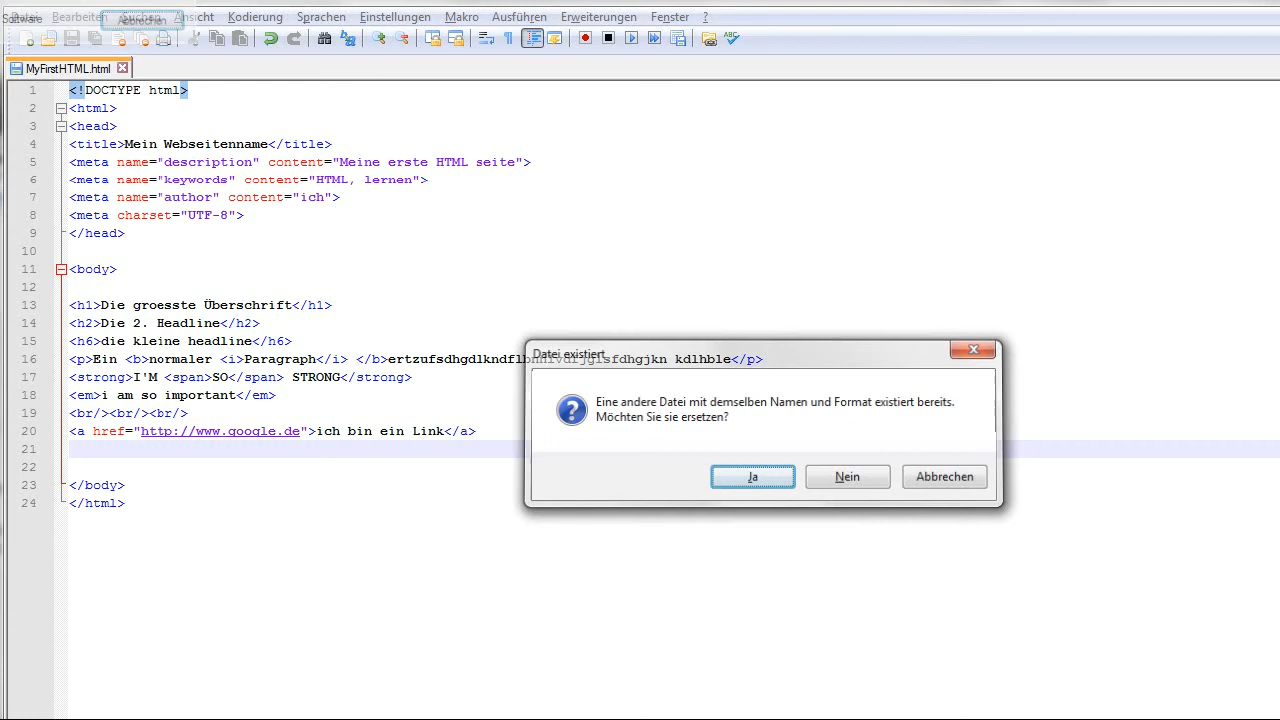 Software
Datei Bearbeiten Suchen Ansicht Kodierung Sprachen Einstellungen Makro Ausführen Erweiterungen Fenster ?
Abbrechen
MyFirstHTML.html
1 <!DOCTYPE html>
2 <html>
3 <head>
4 <title>Mein Webseitenname</title>
5 <meta name="description" content="Meine erste HTML seite">
6 <meta name="keywords" content="HTML, lernen">
7 <meta name="author" content="ich">
8 <meta charset="UTF-8">
9 </head>
10
11 <body>
12
13 <h1>Die groesste Überschrift</h1>
14 <h2>Die 2. Headline</h2>
15 <h6>die kleine headline</h6>
16 <p>Ein <b>normaler <i>Paragraph</i> </b> kdlhble</p>
17 <strong>I'M <span>SO</span> STRONG</strong>
18 <em>i am so important</em>
19 <br/><br/><br/>
20 <a href="http://www.google.de">ich bin ein Link</a>
21
22
23 </body>
24 </html>
Datei existiert
Eine andere Datei mit demselben Namen und Format existiert bereits.
Möchten Sie sie ersetzen?
Ja Nein Abbrechen